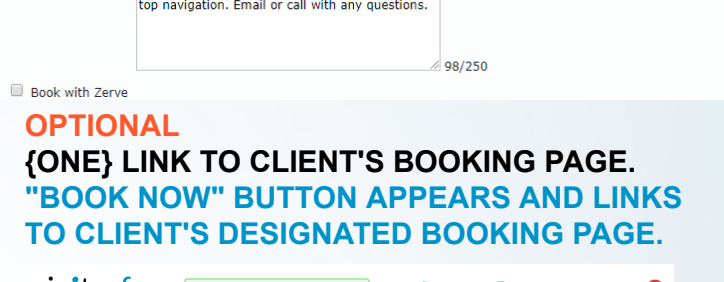 top navigation. Email or call with any questions.
98/250
Book with Zerve
OPTIONAL
{ONE} LINK TO CLIENT'S BOOKING PAGE.
"BOOK NOW" BUTTON APPEARS AND LINKS
TO CLIENT'S DESIGNATED BOOKING PAGE.